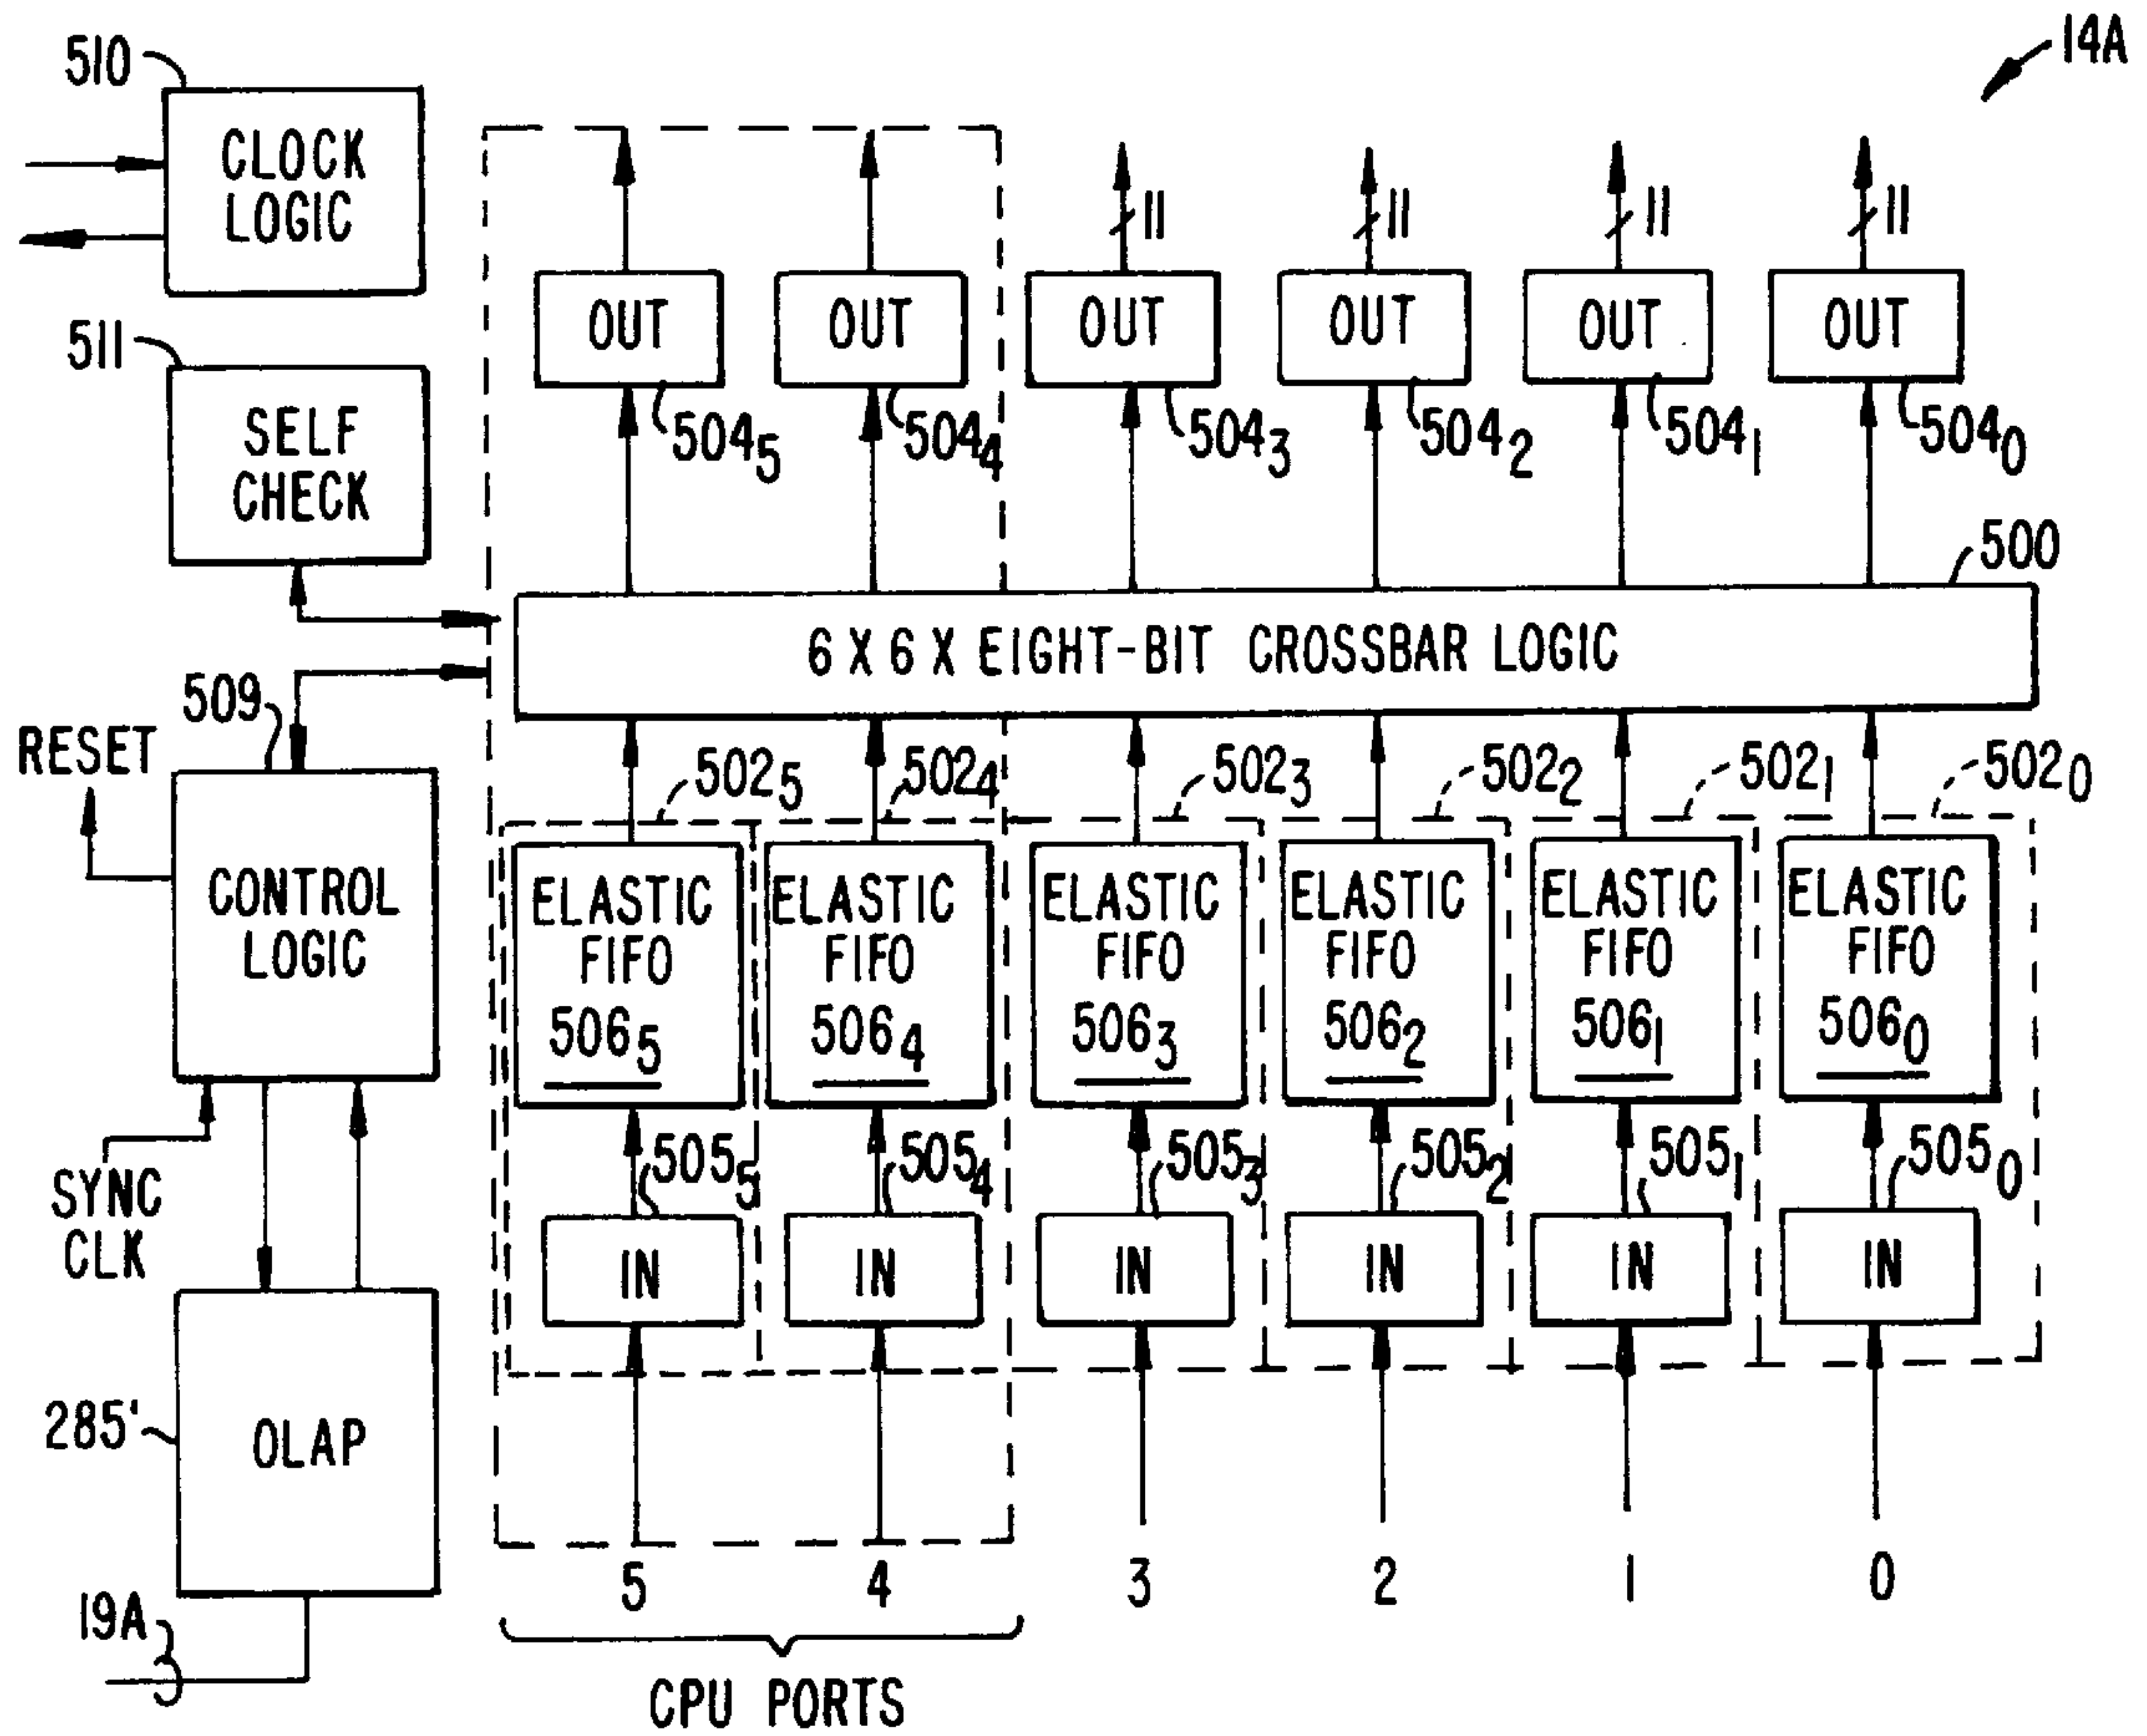 14A
510
CLOCK
LOGIC
11 11 11 11
OUT OUT OUT OUT OUT OUT
504₅ 504₄ 504₃ 504₂ 504₁ 504₀
511
SELF
CHECK
500
6 X 6 X EIGHT-BIT CROSSBAR LOGIC
509
RESET
502₅ 502₄ 502₃ 502₂ 502₁ 502₀
CONTROL
LOGIC
ELASTIC ELASTIC ELASTIC ELASTIC ELASTIC ELASTIC
FIFO FIFO FIFO FIFO FIFO FIFO
506₅ 506₄ 506₃ 506₂ 506₁ 506₀
505₅ 505₄ 505₃ 505₂ 505₁ 505₀
SYNC
CLK
IN IN IN IN IN IN
285'
OLAP
5 4 3 2 1 0
19A
CPU PORTS